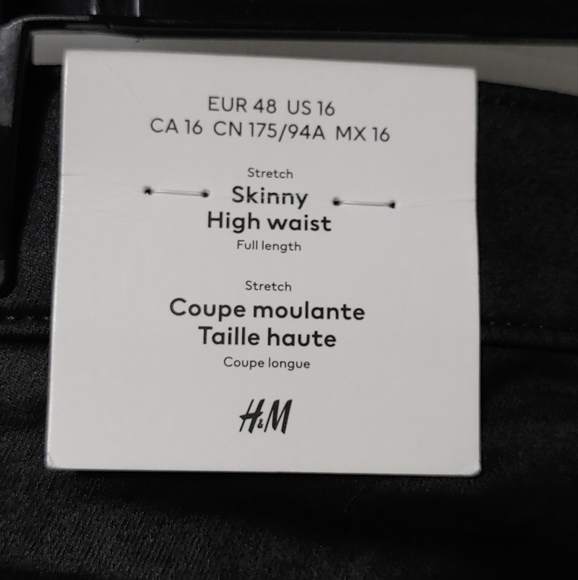 EUR 48 US 16
CA 16 CN 175/94A MX 16
Stretch
Skinny
High waist
Full length
Stretch
Coupe moulante
Taille haute
Coupe longue
H&M